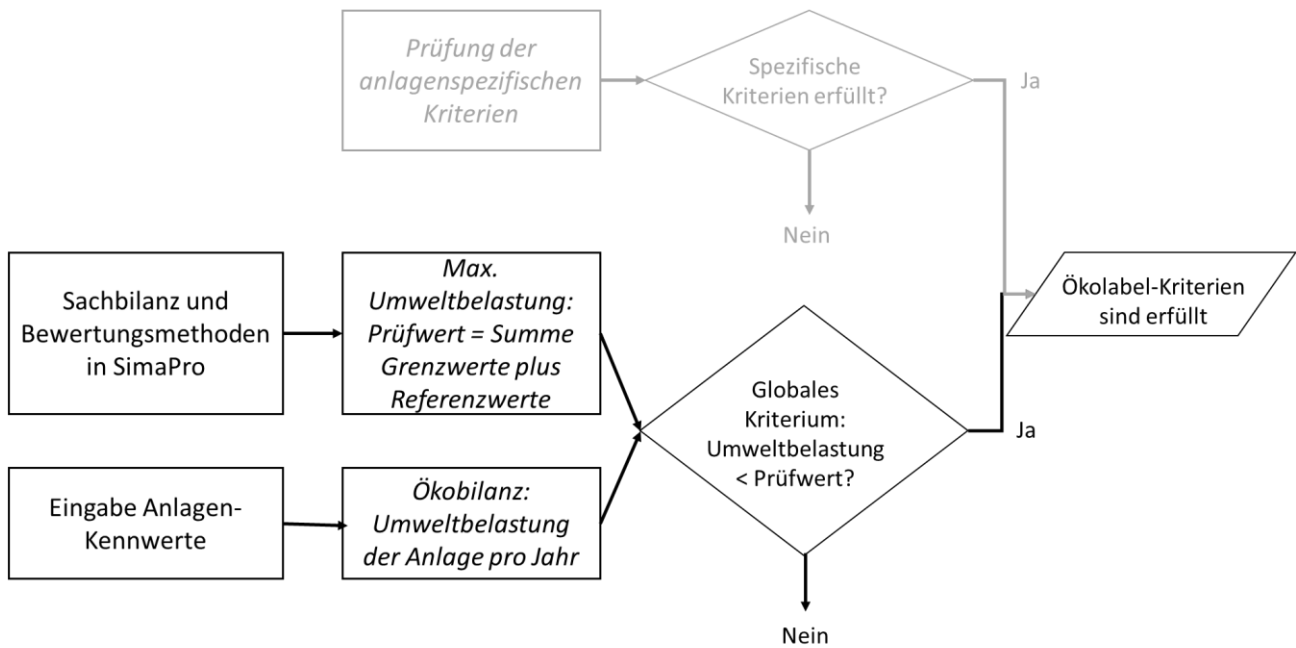 Prüfung der
anlagenspezifischen
Kriterien
Spezifische
Kriterien erfüllt?
Ja
Nein
Sachbilanz und
Bewertungsmethoden
in SimaPro
Max.
Umweltbelastung:
Prüfwert = Summe
Grenzwerte plus
Referenzwerte
Ökolabel-Kriterien
sind erfüllt
Globales
Kriterium:
Umweltbelastung
< Prüfwert?
Ja
Eingabe Anlagen-
Kennwerte
Ökobilanz:
Umweltbelastung
der Anlage pro Jahr
Nein